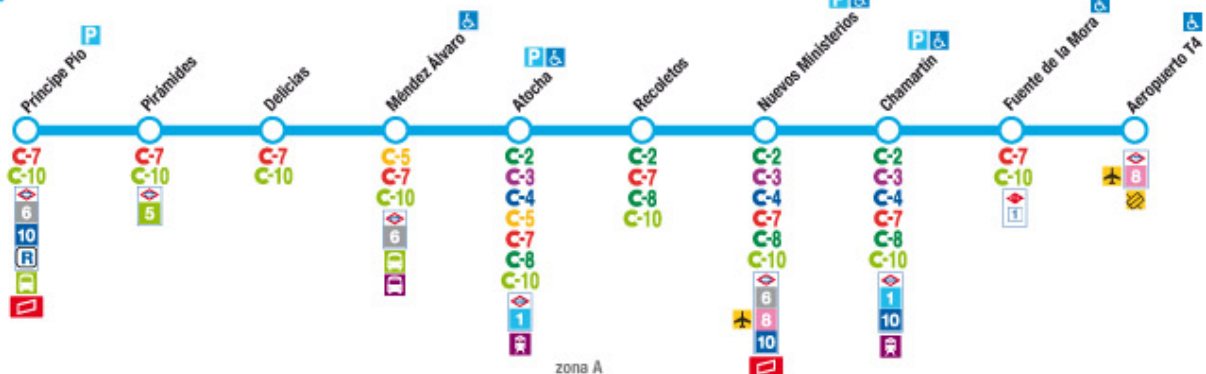 Príncipe Pío
P
Pirámides
Delicias
Méndez Álvaro
Atocha
P
Recoletos
Nuevos Ministerios
P
Chamartín
P
Fuente de la Mora
Aeropuerto T4
C-7
C-10
6
10
R
C-7
C-10
5
C-7
C-10
C-5
C-7
C-10
6
C-2
C-3
C-4
C-5
C-7
C-8
C-10
1
C-2
C-7
C-8
C-10
C-2
C-3
C-4
C-7
C-8
C-10
6
8
10
C-2
C-3
C-4
C-7
C-8
C-10
1
10
C-7
C-10
1
8
zona A